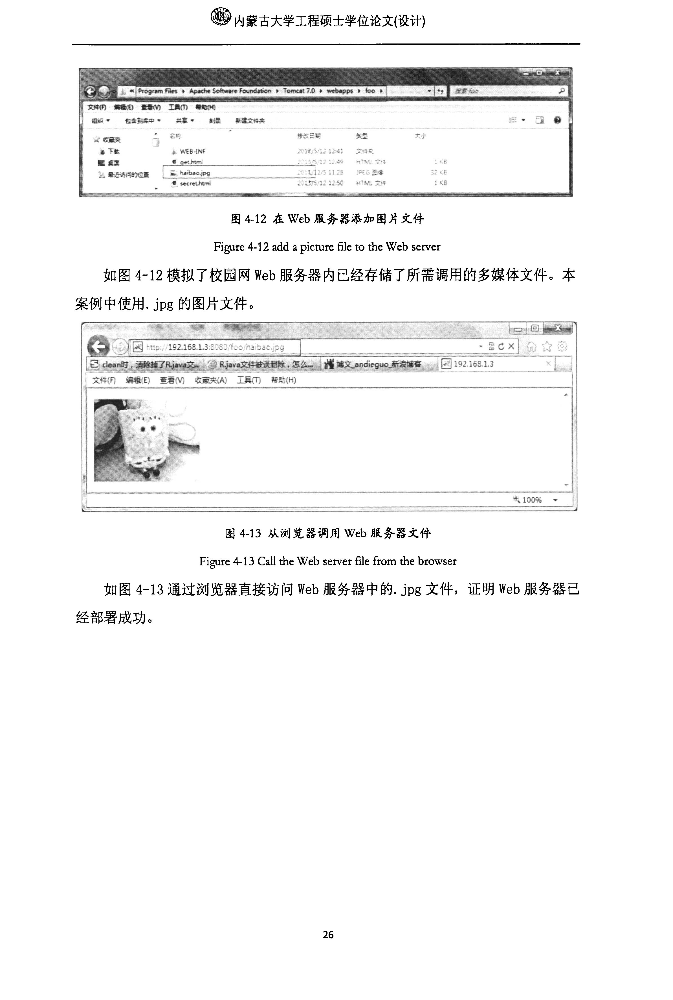 内蒙古大学工程硕士学位论文(设计)
« Program Files ▸ Apache Software Foundation ▸ Tomcat 7.0 ▸ webapps ▸ foo ▸ 搜索 foo
文件(F) 编辑(E) 查看(V) 工具(T) 帮助(H)
组织 包含到库中 共享 刻录 新建文件夹
收藏夹 名称 修改日期 类型 大小
下载 WEB-INF 12:41 文件夹
桌面 get.html 12:49 HTML 文件 1 KB
最近访问的位置 haibao.jpg 11:28 JPEG 图像 32 KB
secret.html 12:50 HTML 文件 1 KB
图 4-12 在 Web 服务器添加图片文件
Figure 4-12 add a picture file to the Web server
如图 4-12 模拟了校园网 Web 服务器内已经存储了所需调用的多媒体文件。本
案例中使用.jpg 的图片文件。
http://192.168.1.3:8080/foo/haibao.jpg
clean时，清除掉了R.java文... R.java文件被误删除，怎么... 博文_andieguo_新浪博客 192.168.1.3
文件(F) 编辑(E) 查看(V) 收藏夹(A) 工具(T) 帮助(H)
100%
图 4-13 从浏览器调用 Web 服务器文件
Figure 4-13 Call the Web server file from the browser
如图 4-13 通过浏览器直接访问 Web 服务器中的.jpg 文件，证明 Web 服务器已
经部署成功。
26